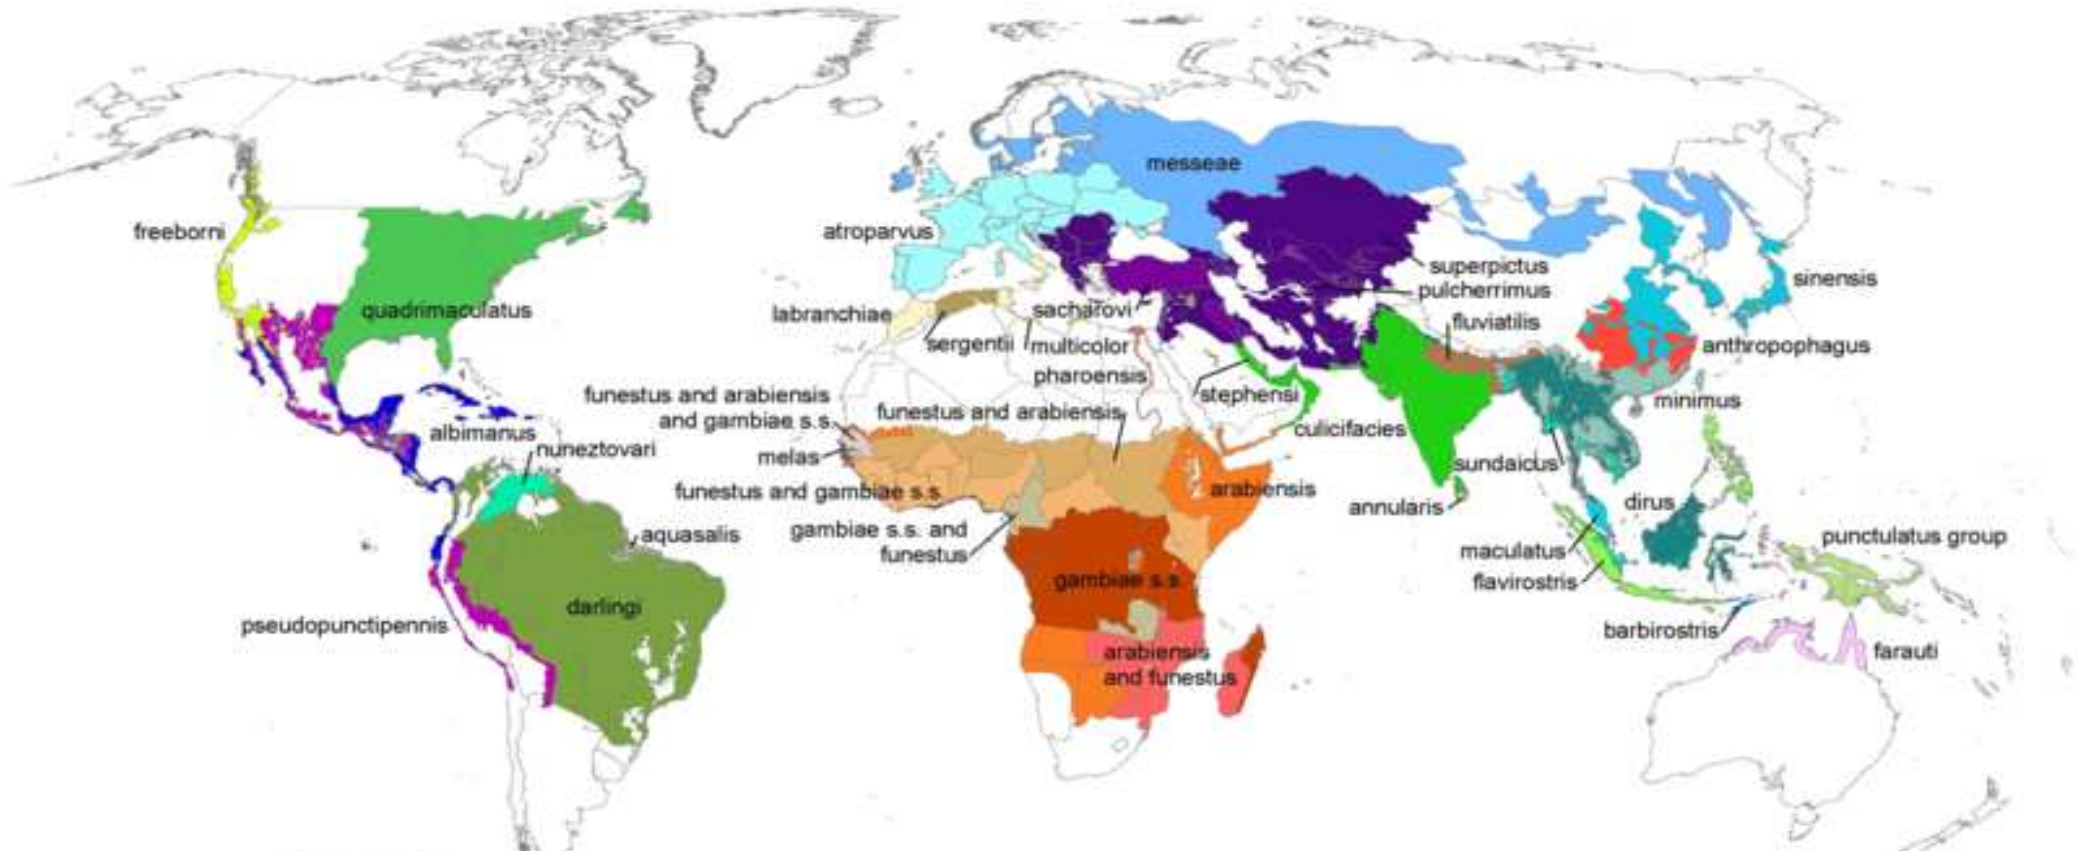 messeae
freeborni
atroparvus
superpictus
sinensis
pulcherrimus
quadrimaculatus
labranchiae
sacharovi
fluviatilis
sergentii
multicolor
anthropophagus
pharoensis
stephensi
funestus and arabiensis
and gambiae s.s.
funestus and arabiensis
minimus
albimanus
culicifacies
nuneztovari
melas
sundaicus
funestus and gambiae s.s.
arabiensis
annularis
dirus
gambiae s.s. and
funestus
aquasalis
punctulatus group
maculatus
flavirostris
gambiae s.s.
darlingi
pseudopunctipennis
barbirostris
arabiensis
and funestus
farauti